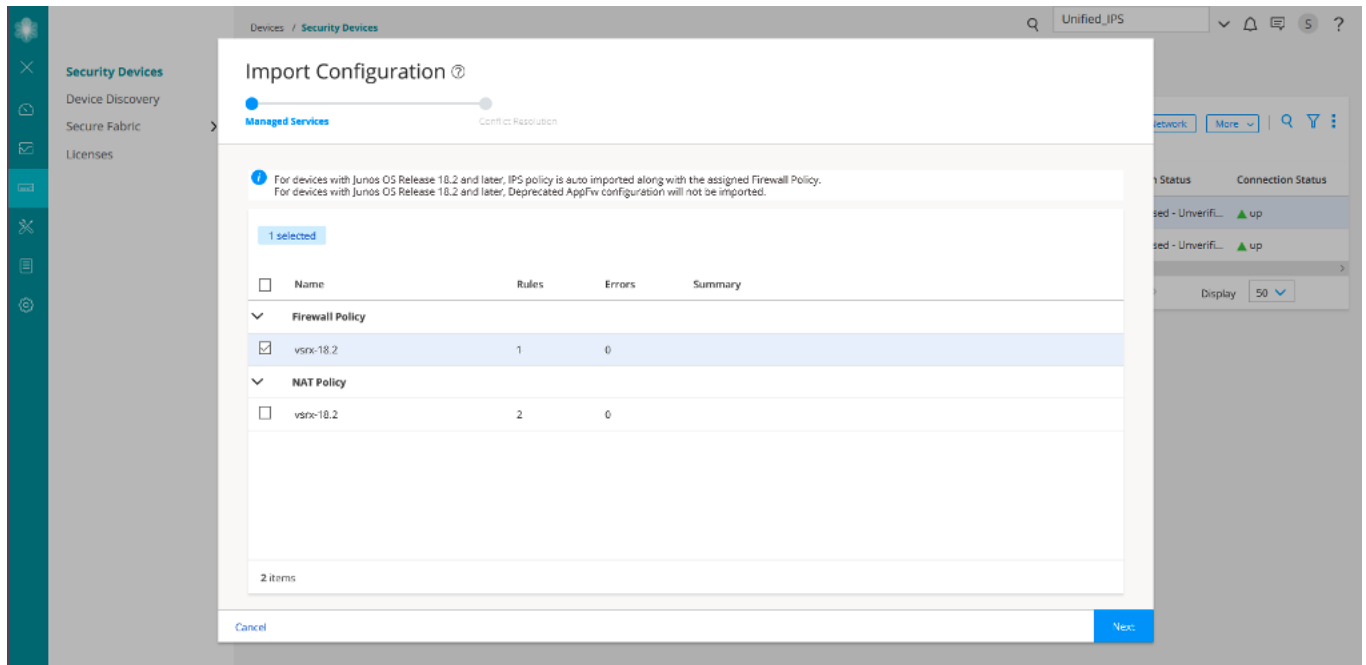 Devices / Security Devices
Unified_IPS
S ?
Security Devices
Device Discovery
Secure Fabric
Licenses
Import Configuration ?
Managed Services
Conflict Resolution
For devices with Junos OS Release 18.2 and later, IPS policy is auto imported along with the assigned Firewall Policy.
For devices with Junos OS Release 18.2 and later, Deprecated AppFw configuration will not be imported.
1 selected
Name Rules Errors Summary
Firewall Policy
vsrx-18.2 1 0
NAT Policy
vsrx-18.2 2 0
2 items
Cancel
Next
More
Status Connection Status
sed - Unverifi... up
sed - Unverifi... up
Display 50